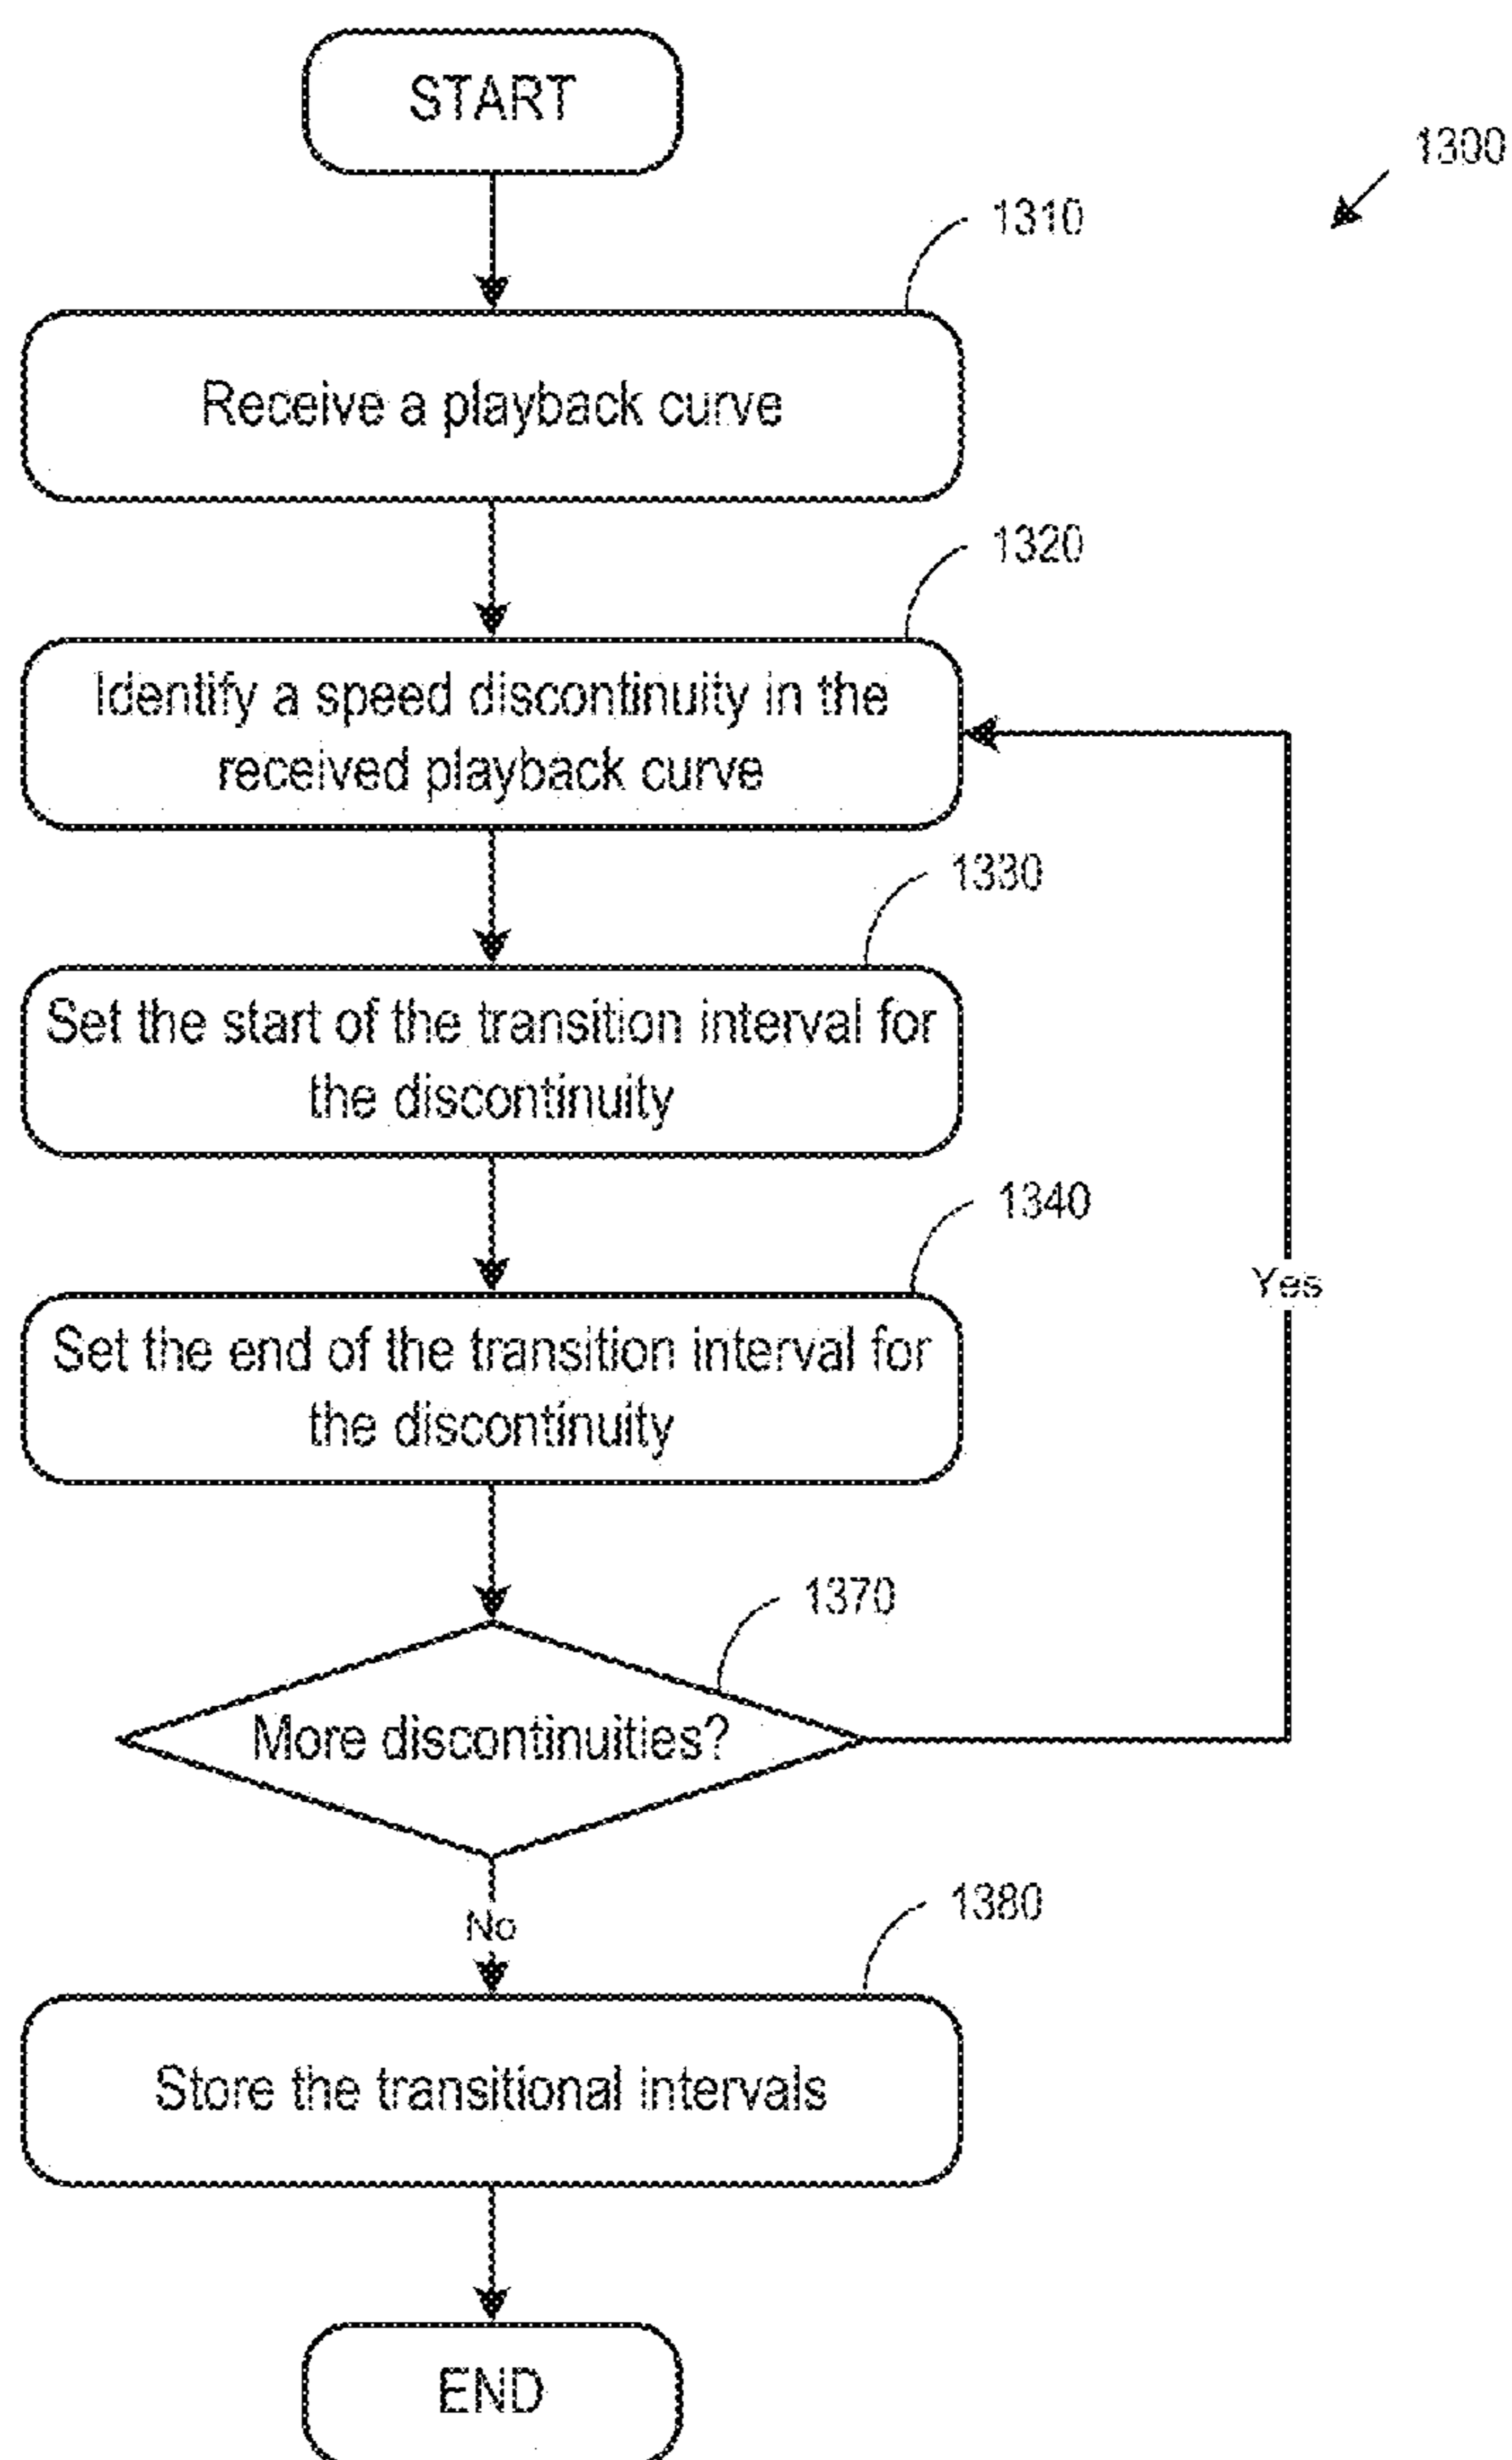 START
1300
1310
Receive a playback curve
1320
Identify a speed discontinuity in the
received playback curve
1330
Set the start of the transition interval for
the discontinuity
1340
Set the end of the transition interval for
the discontinuity
Yes
1370
More discontinuities?
No
1380
Store the transitional intervals
END